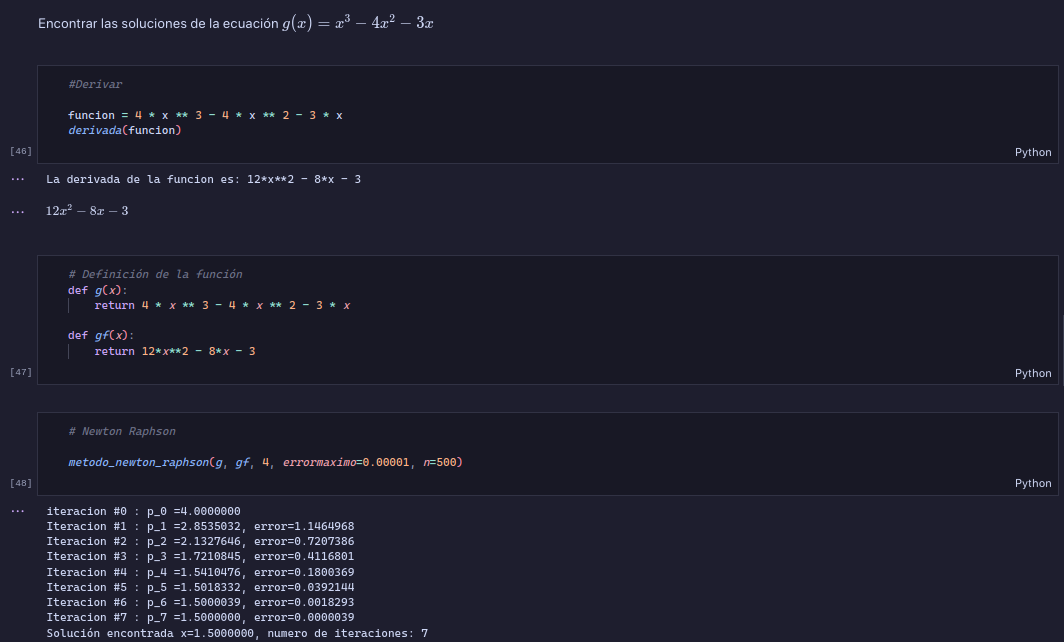 Encontrar las soluciones de la ecuación g(x) = x³ − 4x² − 3x
#Derivar
funcion = 4 * x ** 3 - 4 * x ** 2 - 3 * x
derivada(funcion)
[46]
Python
... La derivada de la funcion es: 12*x**2 - 8*x - 3
... 12x² − 8x − 3
# Definición de la función
def g(x):
return 4 * x ** 3 - 4 * x ** 2 - 3 * x
def gf(x):
return 12*x**2 - 8*x - 3
[47]
Python
# Newton Raphson
metodo_newton_raphson(g, gf, 4, errormaximo=0.00001, n=500)
[48]
Python
... iteracion #0 : p_0 =4.0000000
Iteracion #1 : p_1 =2.8535032, error=1.1464968
Iteracion #2 : p_2 =2.1327646, error=0.7207386
Iteracion #3 : p_3 =1.7210845, error=0.4116801
Iteracion #4 : p_4 =1.5410476, error=0.1800369
Iteracion #5 : p_5 =1.5018332, error=0.0392144
Iteracion #6 : p_6 =1.5000039, error=0.0018293
Iteracion #7 : p_7 =1.5000000, error=0.0000039
Solución encontrada x=1.5000000, numero de iteraciones: 7